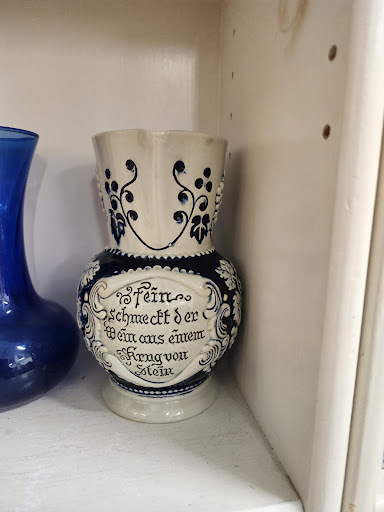 Fein
schmeckt der
Wein aus einem
Krug von
Stein